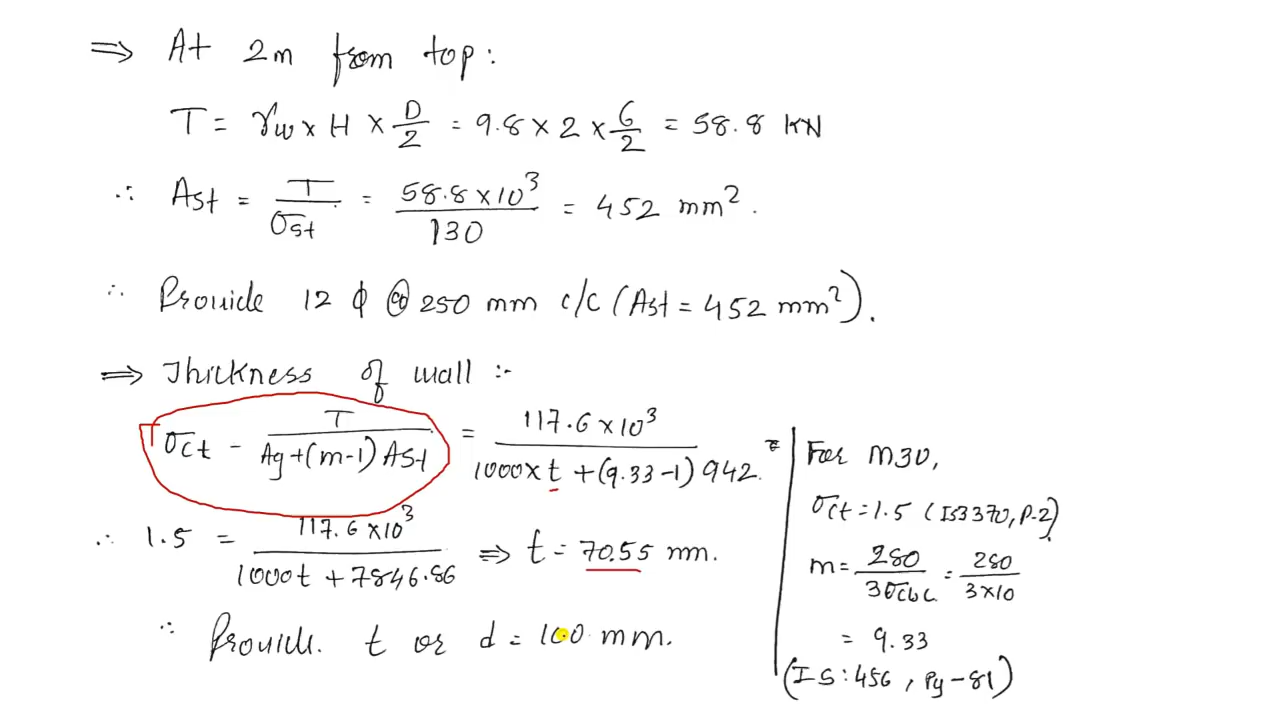 ⇒ At 2m from top:
T = γw × H × D/2 = 9.8 × 2 × 6/2 = 58.8 KN
∴ Ast = T/σst = 58.8 × 10³/130 = 452 mm².
∴ Provide 12 φ @ 250 mm c/c (Ast = 452 mm²).
⇒ Thickness of wall :-
σct = T/(Ag + (m-1) Ast) = 117.6 × 10³/(1000 × t + (9.33 - 1) 942.)
∴ 1.5 = 117.6 × 10³/(1000t + 7846.86) ⇒ t = 70.55 mm.
∴ Provide. t or d = 100 mm.
For M30,
σct = 1.5 (IS3370, P-2)
m = 280/3σcbc = 280/3×10
= 9.33
(IS:456, Pg-81)